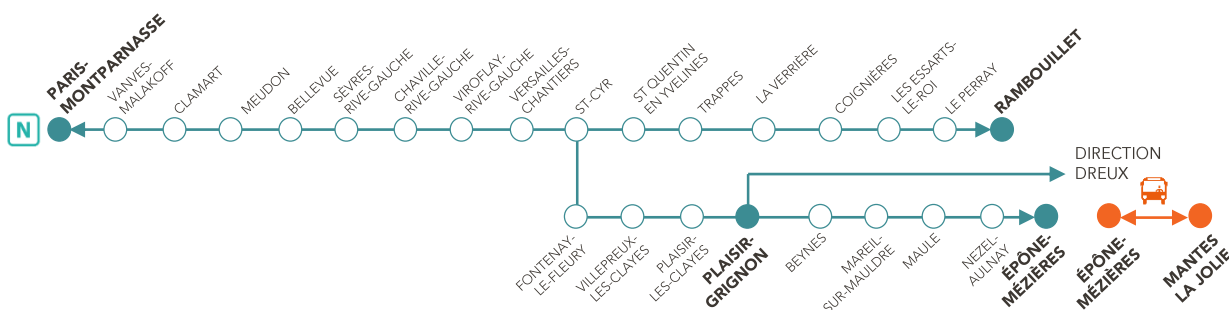 N
PARIS-
MONTPARNASSE
VANVES-
MALAKOFF
CLAMART
MEUDON
BELLEVUE
SÈVRES-
RIVE-GAUCHE
CHAVILLE-
RIVE-GAUCHE
VIROFLAY-
RIVE-GAUCHE
VERSAILLES-
CHANTIERS
ST-CYR
ST QUENTIN
EN YVELINES
TRAPPES
LA VERRIÈRE
COIGNIÈRES
LES ESSARTS-
LE-ROI
LE PERRAY
RAMBOUILLET
DIRECTION
DREUX
FONTENAY-
LE-FLEURY
VILLEPREUX-
LES-CLAYES
PLAISIR-
LES-CLAYES
PLAISIR-
GRIGNON
BEYNES
MAREIL-
SUR-MAULDRE
MAULE
NEZEL-
AULNAY
ÉPÔNE-
MÉZIÈRES
ÉPÔNE-
MÉZIÈRES
MANTES
LA JOLIE